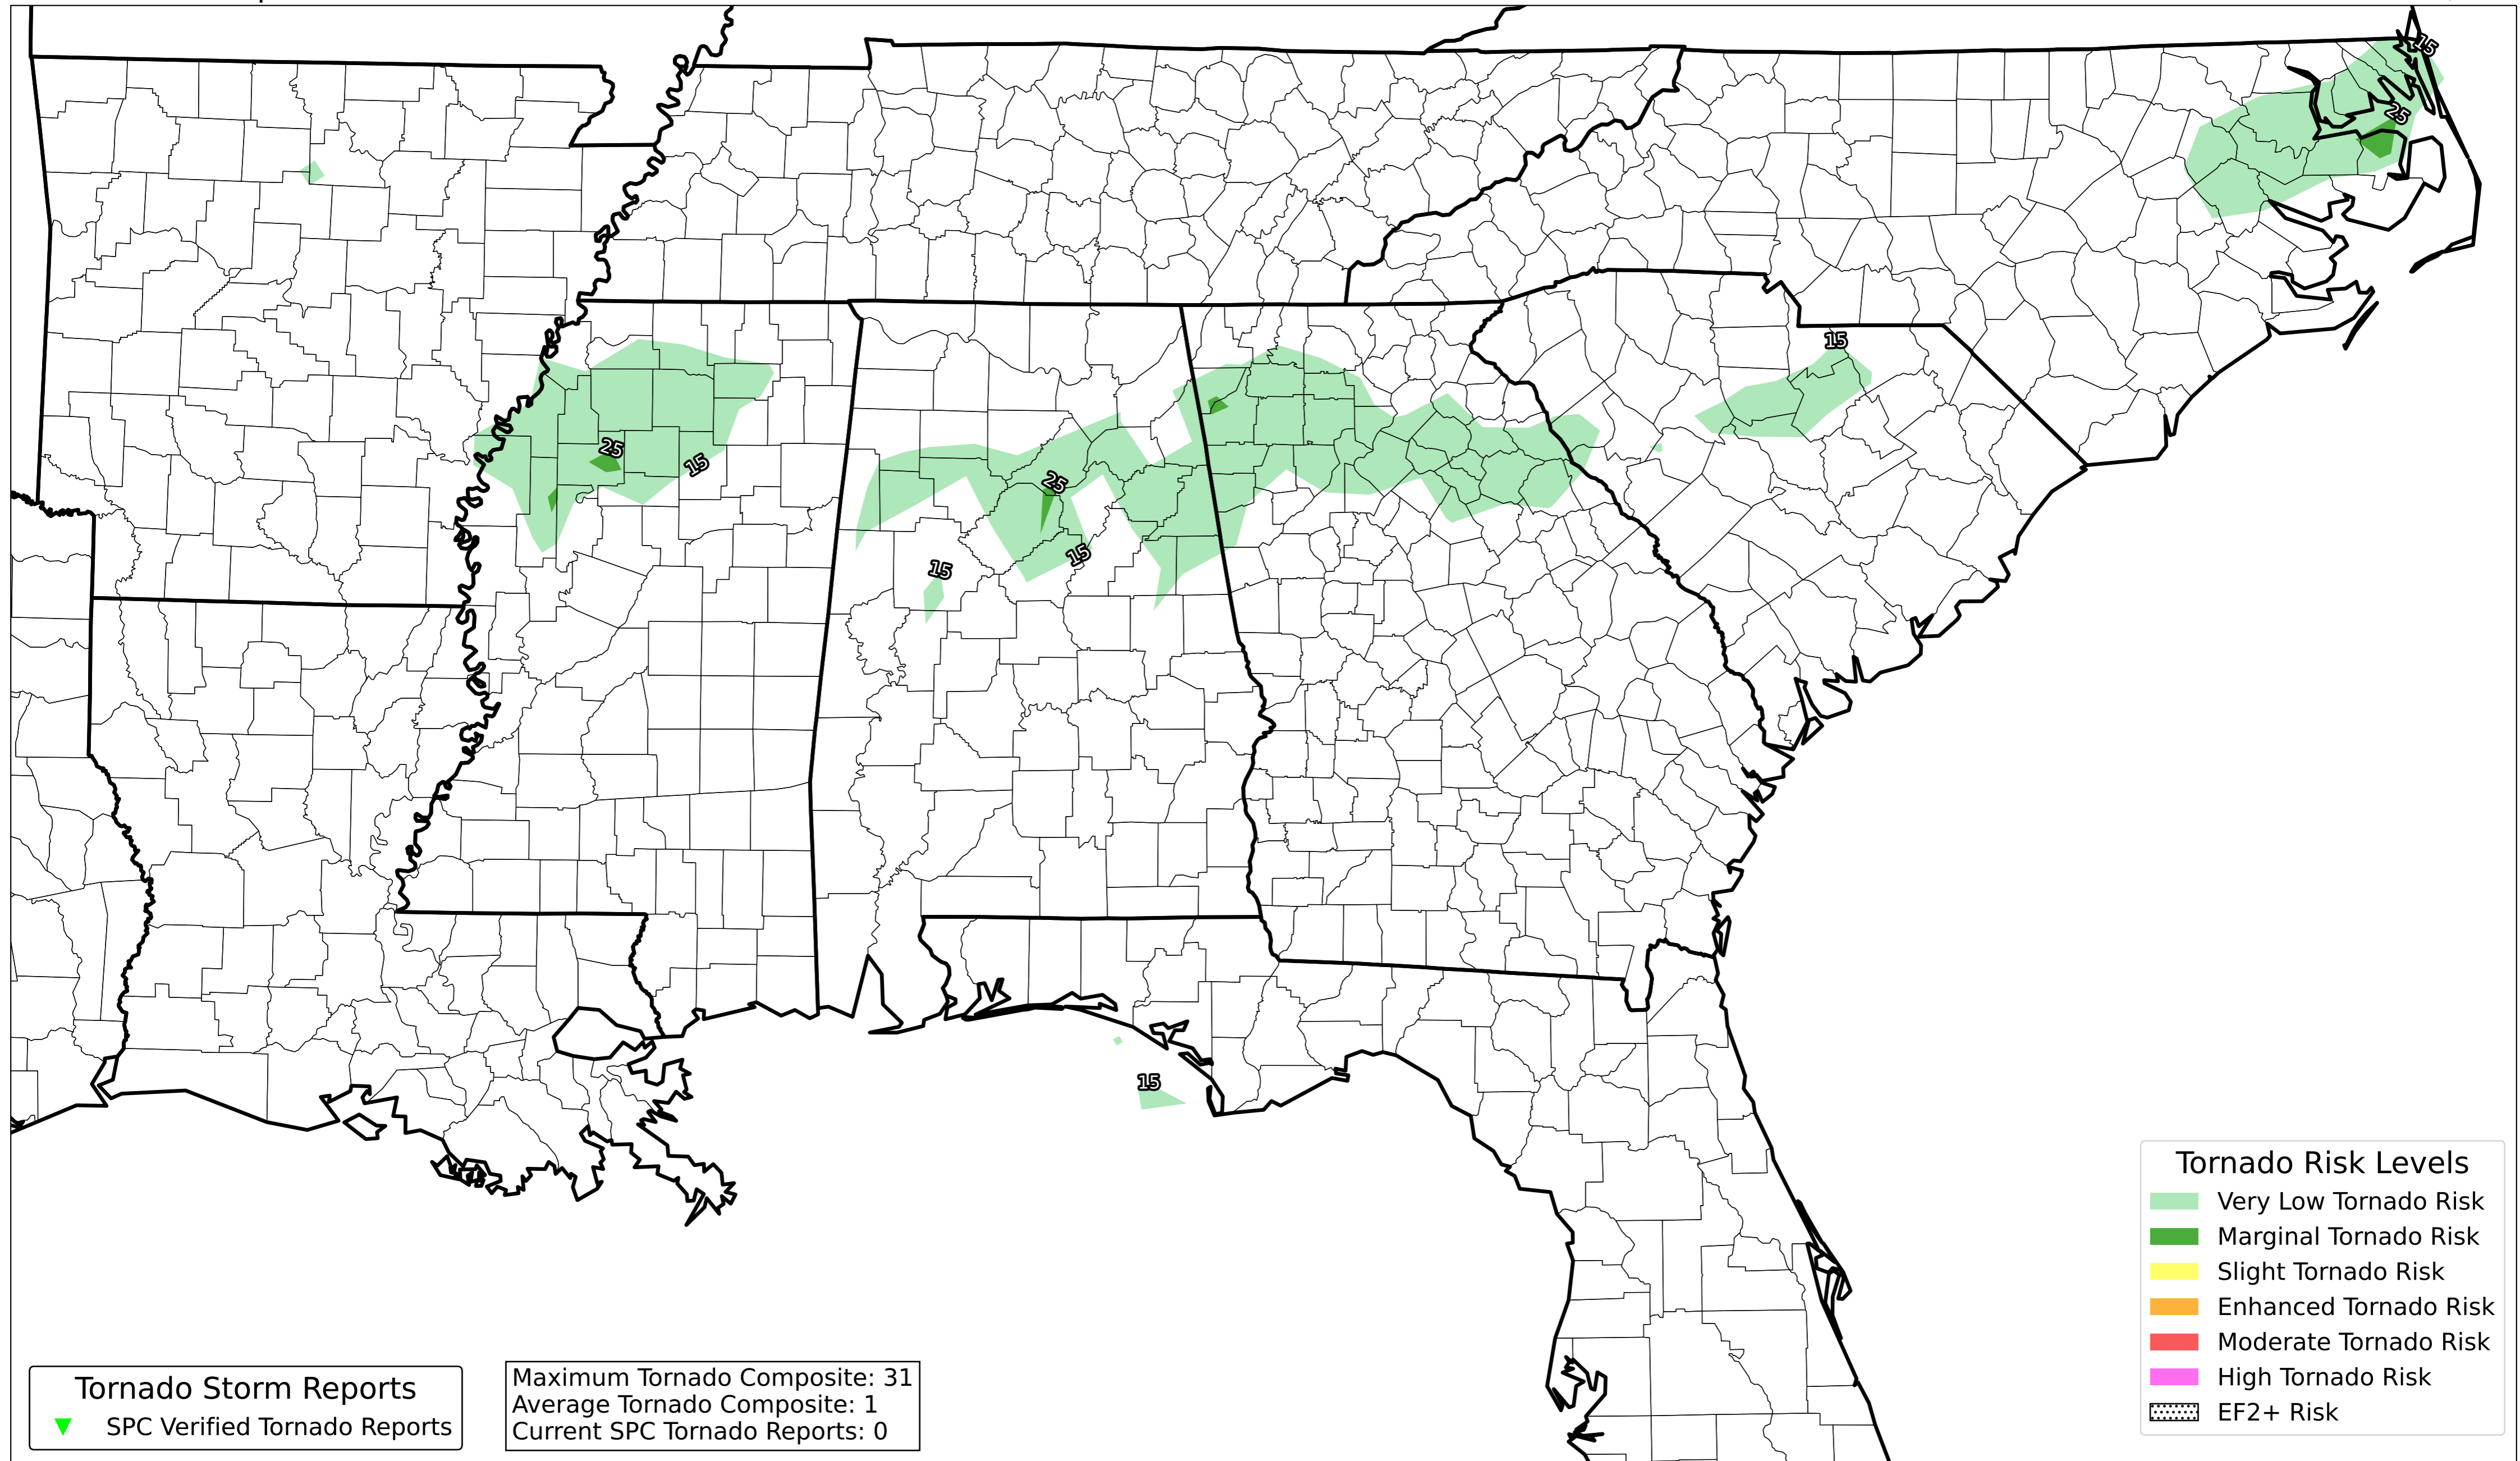 15
25
15
25
15
25
15
15
15
Tornado Risk Levels
Very Low Tornado Risk
Marginal Tornado Risk
Slight Tornado Risk
Enhanced Tornado Risk
Moderate Tornado Risk
High Tornado Risk
EF2+ Risk
Tornado Storm Reports
SPC Verified Tornado Reports
Maximum Tornado Composite: 31
Average Tornado Composite: 1
Current SPC Tornado Reports: 0